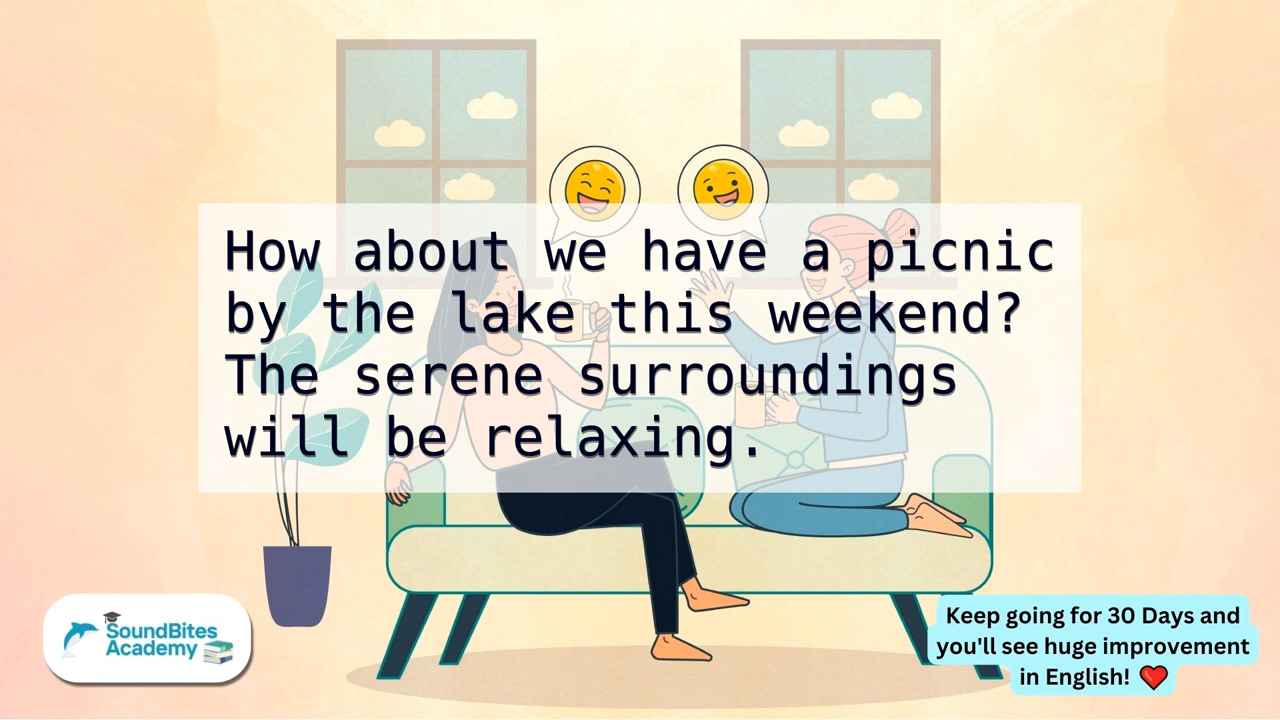 How about we have a picnic
by the lake this weekend?
The serene surroundings
will be relaxing.
SoundBites
Academy
Keep going for 30 Days and
you'll see huge improvement
in English! ❤️